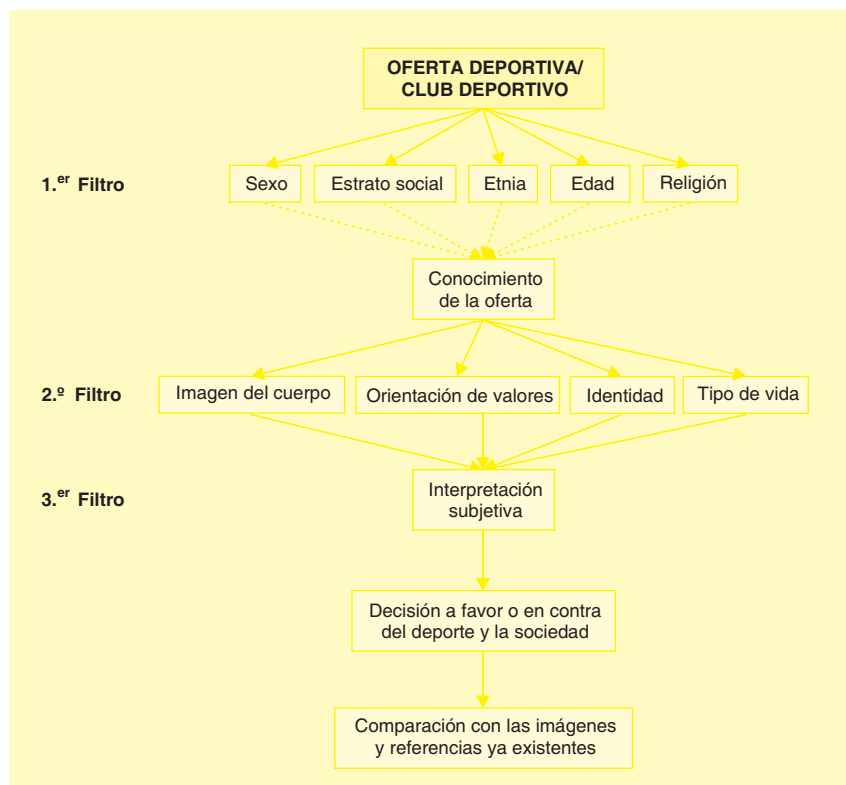 OFERTA DEPORTIVA/
CLUB DEPORTIVO
1.er Filtro
Sexo
Estrato social
Etnia
Edad
Religión
Conocimiento
de la oferta
2.º Filtro
Imagen del cuerpo
Orientación de valores
Identidad
Tipo de vida
3.er Filtro
Interpretación
subjetiva
Decisión a favor o en contra
del deporte y la sociedad
Comparación con las imágenes
y referencias ya existentes